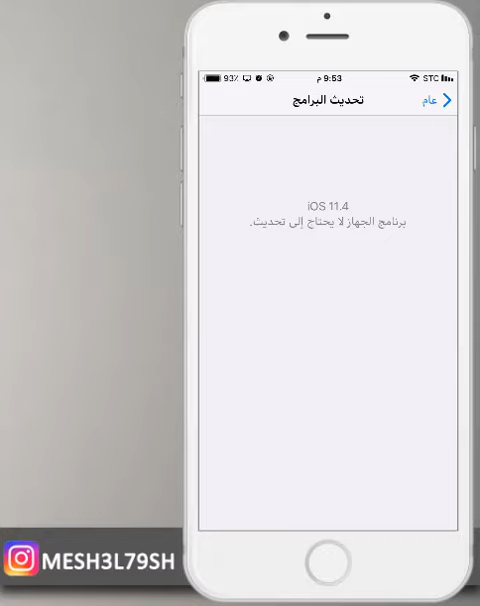 93٪ 9:53 م STC
تحديث البرامج
عام
iOS 11.4
برنامج الجهاز لا يحتاج إلى تحديث.
MESH3L79SH